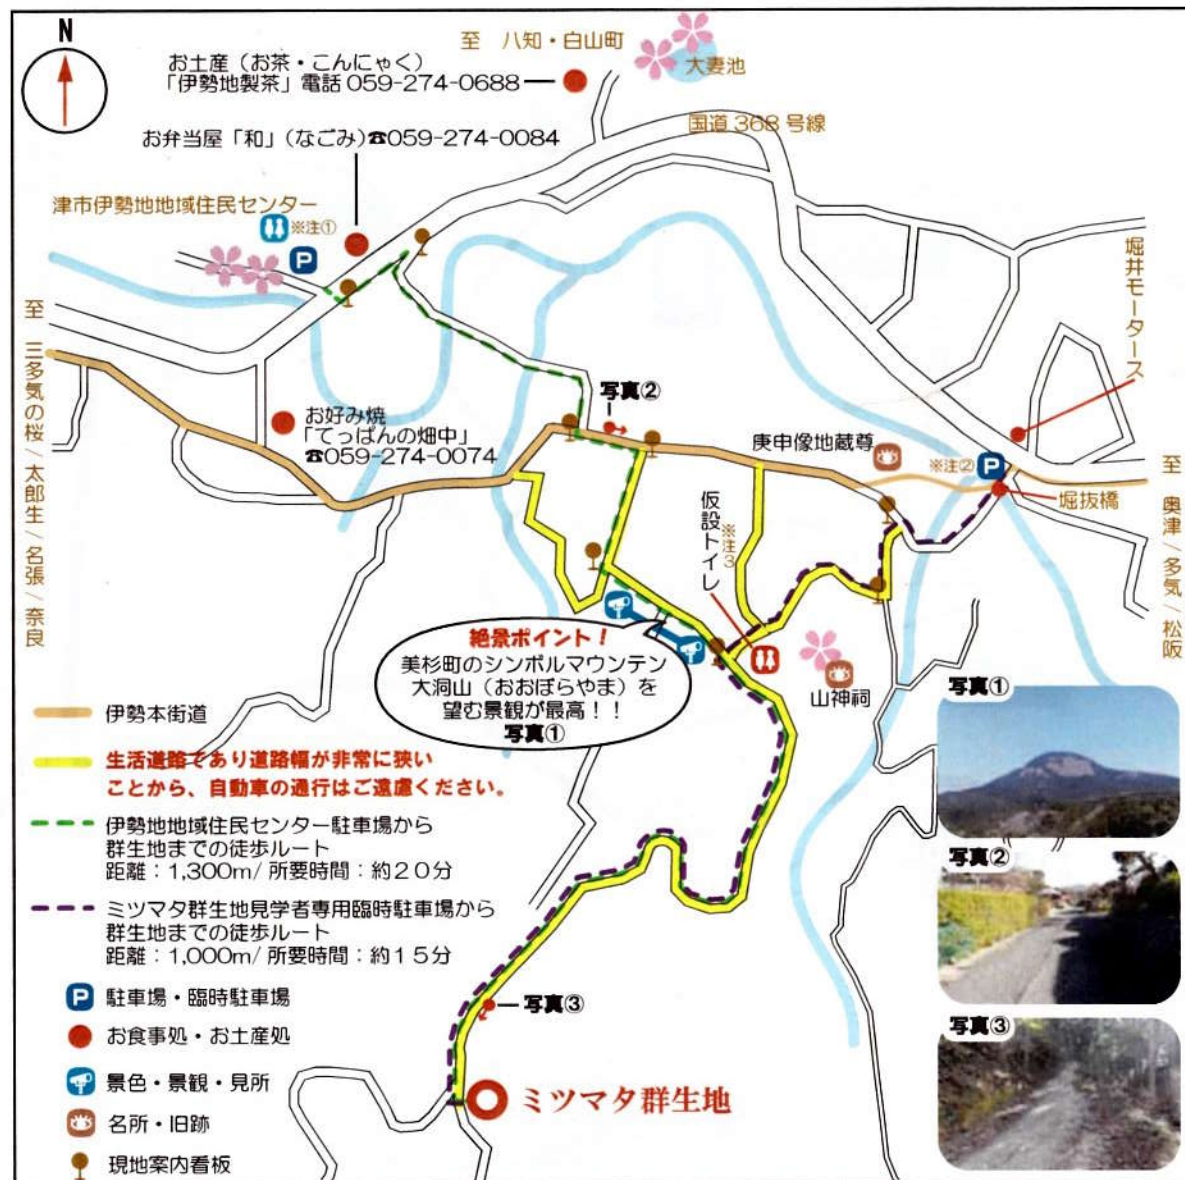 N
至 八知・白山町
大妻池
お土産（お茶・こんにゃく）
「伊勢地製茶」電話 059-274-0688
国道 368 号線
お弁当屋「和」（なごみ）☎059-274-0084
津市伊勢地地域住民センター
※注①
P
堀井モータース
至 三多気の桜/太郎生/名張/奈良
写真②
お好み焼
「てっぱんの畑中」
☎059-274-0074
庚申像地蔵尊
※注②
P
堀抜橋
至 奥津/多気/松阪
仮設トイレ
※注3
絶景ポイント！
美杉町のシンボルマウンテン
大洞山（おおぼらやま）を
望む景観が最高！！
写真①
山神祠
写真①
伊勢本街道
生活道路であり道路幅が非常に狭い
ことから、自動車の通行はご遠慮ください。
伊勢地地域住民センター駐車場から
群生地までの徒歩ルート
距離：1,300m/ 所要時間：約２０分
写真②
ミツマタ群生地見学者専用臨時駐車場から
群生地までの徒歩ルート
距離：1,000m/ 所要時間：約１５分
P 駐車場・臨時駐車場
写真③
写真③
お食事処・お土産処
景色・景観・見所
ミツマタ群生地
名所・旧跡
現地案内看板